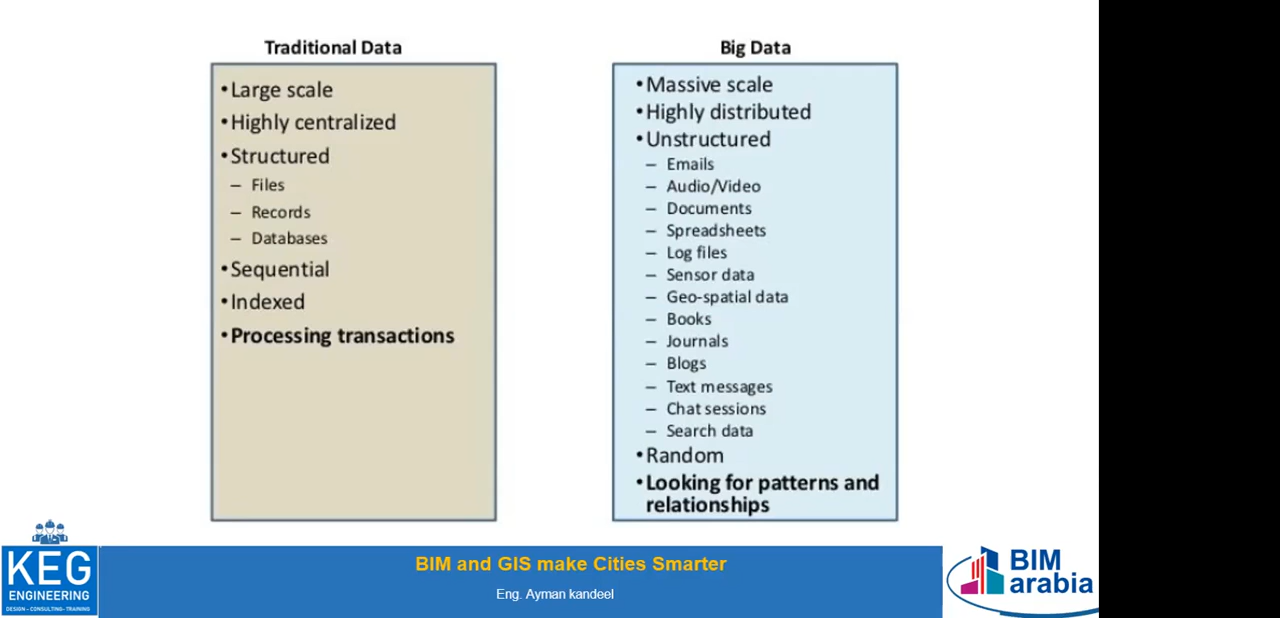 Traditional Data
•Large scale
•Highly centralized
•Structured
– Files
– Records
– Databases
•Sequential
•Indexed
•Processing transactions
Big Data
•Massive scale
•Highly distributed
•Unstructured
– Emails
– Audio/Video
– Documents
– Spreadsheets
– Log files
– Sensor data
– Geo-spatial data
– Books
– Journals
– Blogs
– Text messages
– Chat sessions
– Search data
•Random
•Looking for patterns and
relationships
KEG
ENGINEERING
DESIGN - CONSULTING- TRAINING
BIM and GIS make Cities Smarter
Eng. Ayman kandeel
BIM
arabia